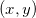 (x, y)